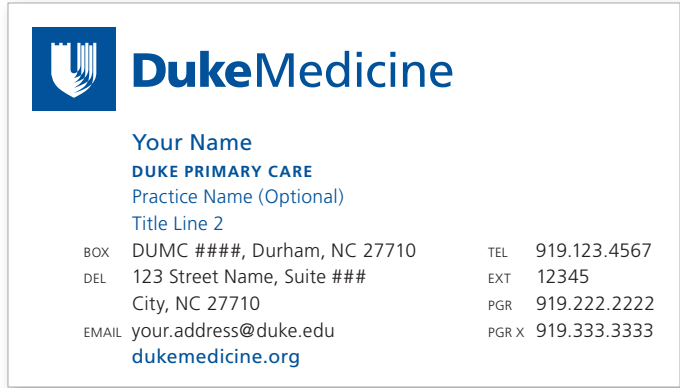 DukeMedicine
Your Name
DUKE PRIMARY CARE
Practice Name (Optional)
Title Line 2
BOX DUMC ####, Durham, NC 27710 TEL 919.123.4567
DEL 123 Street Name, Suite ### EXT 12345
City, NC 27710 PGR 919.222.2222
EMAIL your.address@duke.edu PGR X 919.333.3333
dukemedicine.org